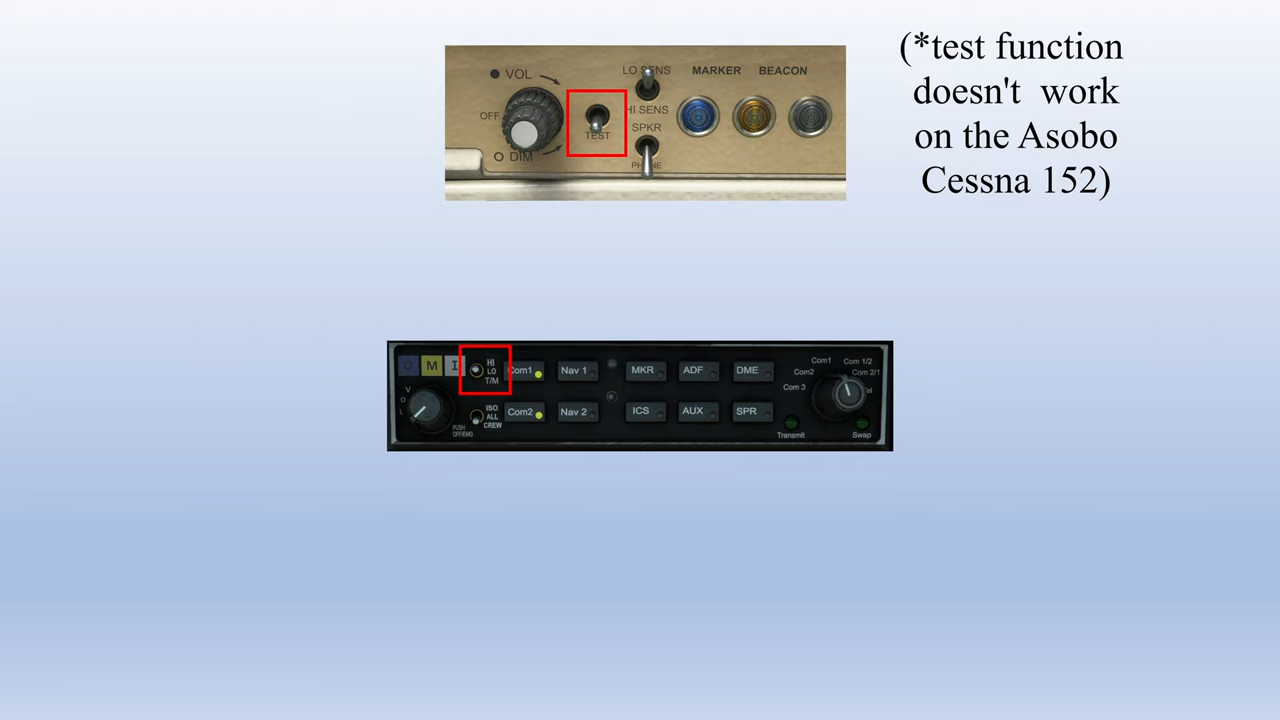 (*test function
doesn't work
on the Asobo
Cessna 152)
VOL
OFF
DIM
TEST
LO SENS
HI SENS
SPKR
PHONE
MARKER BEACON
O M I
HI
LO
T/M
Com1 Nav 1 MKR ADF DME
ISO
ALL
CREW
Com2 Nav 2 ICS AUX SPR
V
O
L
PUSH
OFF/EMG
Com1 Com 1/2
Com2 Com 2/1
Com 3
Transmit Swap